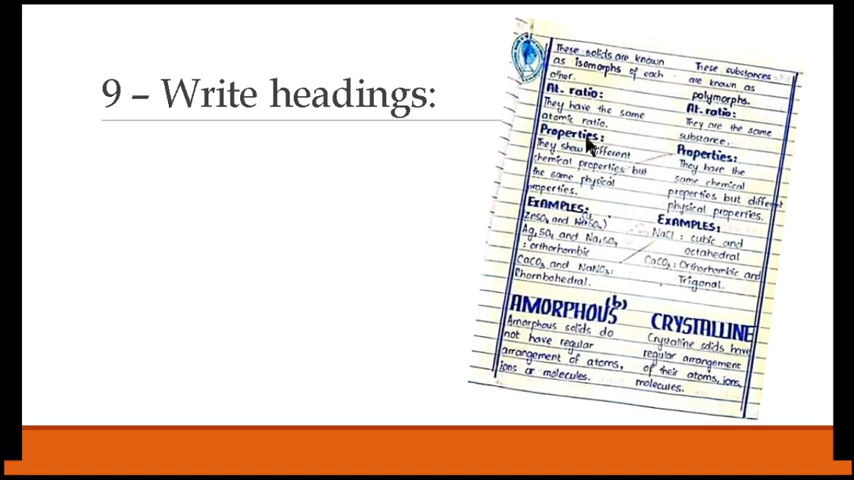 9 – Write headings:
These solids are known
as isomorphs of each
other.
At. ratio:
They have the same
atomic ratio.
Properties:
They show different
chemical properties but
the same physical
properties.
EXAMPLES:
and
Ag₂SO₄ and Na₂SO₄
: orthorhombic
CaCO₃ and NaNO₃:
Rhombohedral.
These substances
are known as
polymorphs.
At. ratio:
They are the same
substance.
Properties:
They have the
same chemical
properties but different
physical properties.
EXAMPLES:
NaCl : cubic and
octahedral
CaCO₃: Orthorhombic and
Trigonal.
(b)
AMORPHOUS
Amorphous solids do
not have regular
arrangement of atoms,
ions or molecules.
CRYSTALLINE
Crystalline solids have
regular arrangement
of their atoms, ions,
molecules.